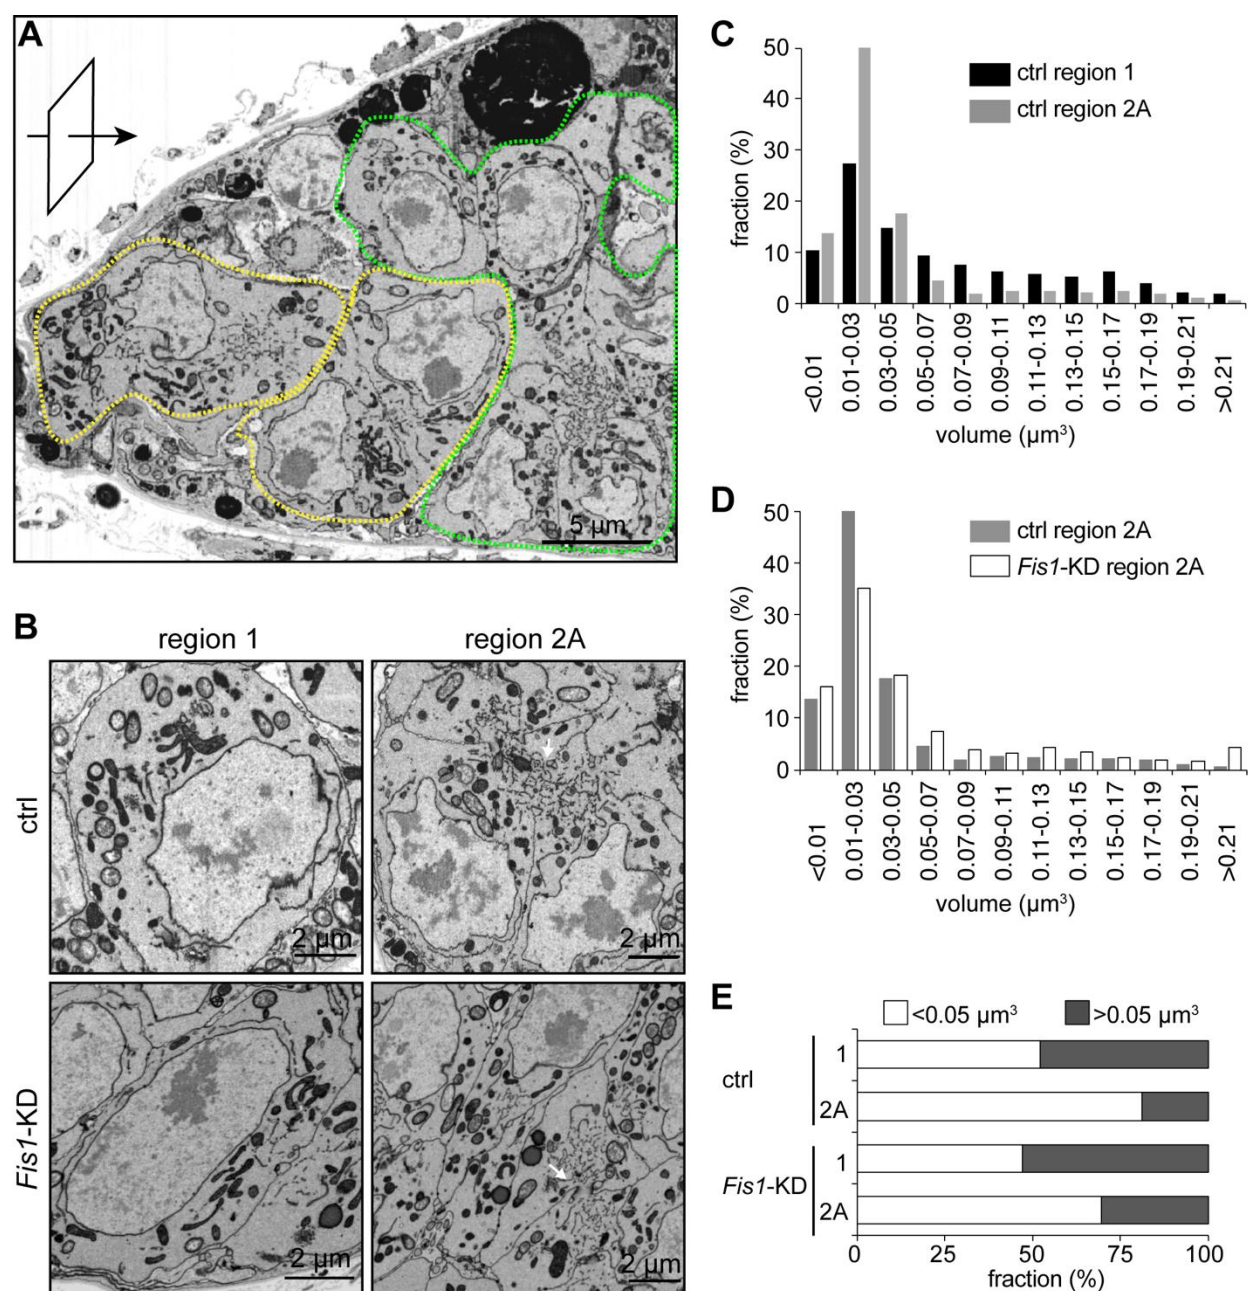 A
5 µm
B
region 1
region 2A
ctrl
2 µm
2 µm
Fis1-KD
2 µm
2 µm
C
50
40
30
20
10
0
fraction (%)
ctrl region 1
ctrl region 2A
<0.01
0.01-0.03
0.03-0.05
0.05-0.07
0.07-0.09
0.09-0.11
0.11-0.13
0.13-0.15
0.15-0.17
0.17-0.19
0.19-0.21
>0.21
volume (µm³)
D
50
40
30
20
10
0
fraction (%)
ctrl region 2A
Fis1-KD region 2A
<0.01
0.01-0.03
0.03-0.05
0.05-0.07
0.07-0.09
0.09-0.11
0.11-0.13
0.13-0.15
0.15-0.17
0.17-0.19
0.19-0.21
>0.21
volume (µm³)
E
<0.05 µm³
>0.05 µm³
ctrl
1
2A
Fis1-KD
1
2A
0
25
50
75
100
fraction (%)